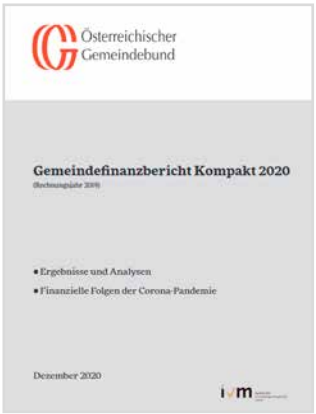 Österreichischer
Gemeindebund
Gemeindefinanzbericht Kompakt 2020
(Rechnungsjahr 2019)
● Ergebnisse und Analysen
● Finanzielle Folgen der Corona-Pandemie
Dezember 2020
ivm